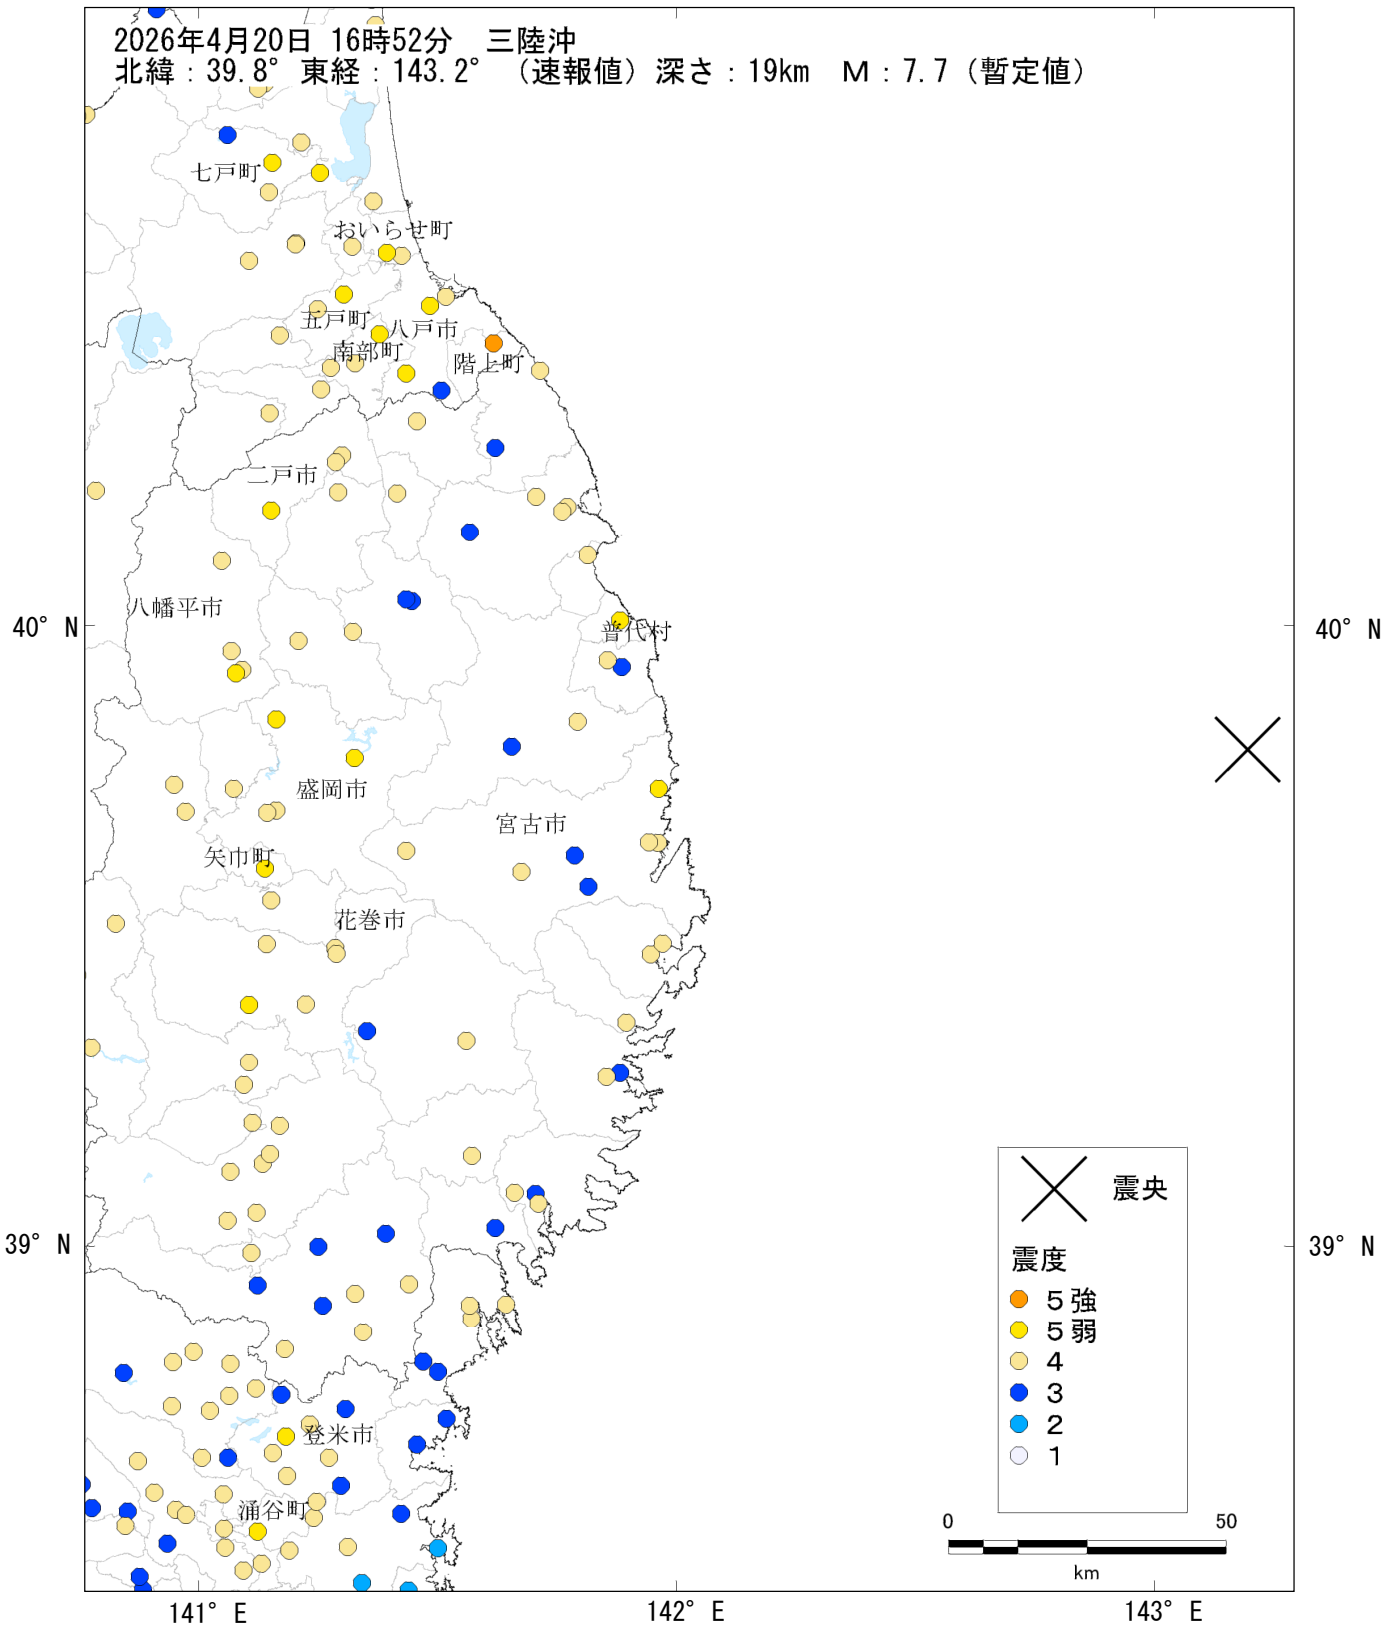 2026年4月20日 16時52分　三陸沖
北緯：39.8° 東経：143.2° （速報値）深さ：19km　M：7.7（暫定値）
七戸町
おいらせ町
五戸町
八戸市
南部町
階上町
二戸市
八幡平市
40° N
普代村
40° N
盛岡市
宮古市
矢巾町
花巻市
震央
39° N
39° N
震度
５強
５弱
４
３
２
１
登米市
涌谷町
0
50
km
141° E
142° E
143° E